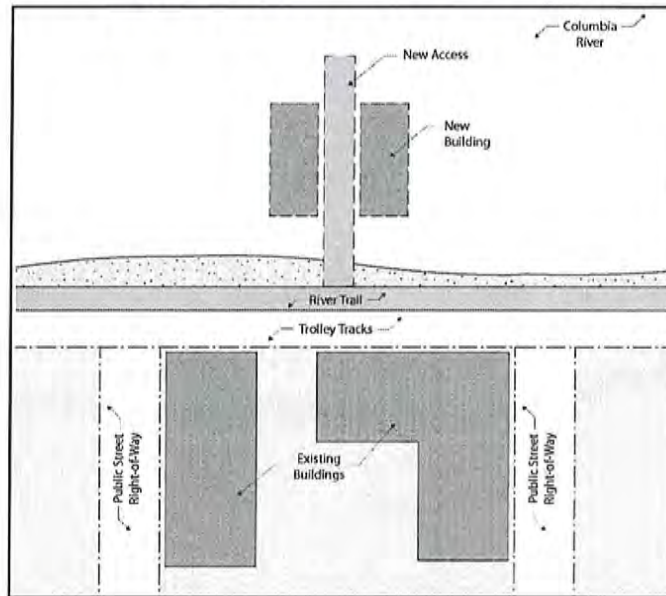 Columbia
River
New Access
New
Building
River Trail
Trolley Tracks
Public Street
Right-of-Way
Existing
Buildings
Public Street
Right-of-Way